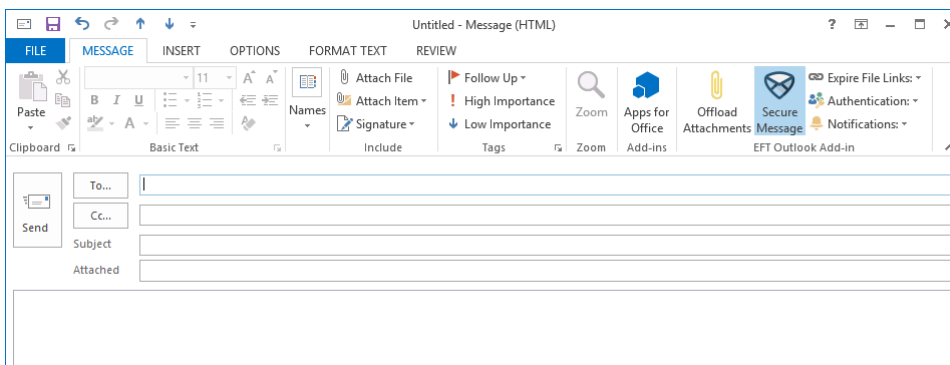 Untitled - Message (HTML)
FILE MESSAGE INSERT OPTIONS FORMAT TEXT REVIEW
11 A A Attach File Follow Up Expire File Links:
Paste B I U Names Attach Item High Importance Zoom Apps for Office Offload Attachments Secure Message Authentication:
ab A Signature Low Importance Notifications:
Clipboard Basic Text Include Tags Zoom Add-ins EFT Outlook Add-in
To...
Send
Cc...
Subject
Attached